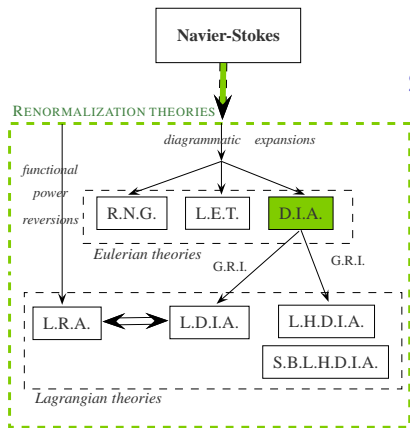 Navier-Stokes
RENORMALIZATION THEORIES
diagrammatic expansions
functional
power
reversions
R.N.G.
L.E.T.
D.I.A.
Eulerian theories
G.R.I.
G.R.I.
L.R.A.
L.D.I.A.
L.H.D.I.A.
S.B.L.H.D.I.A.
Lagrangian theories